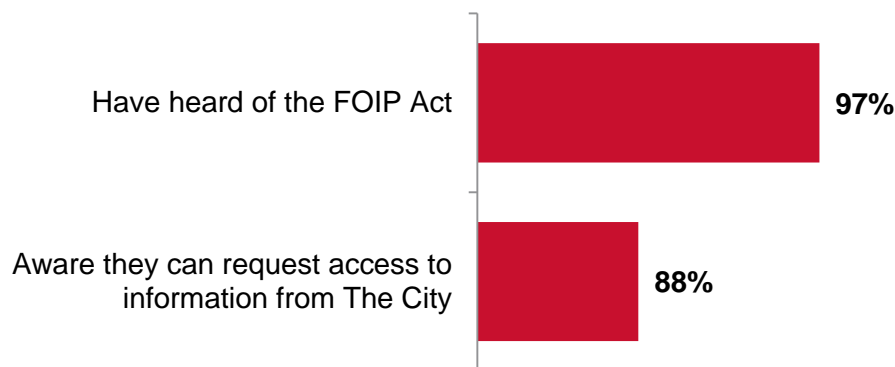 Have heard of the FOIP Act
97%
Aware they can request access to
information from The City
88%